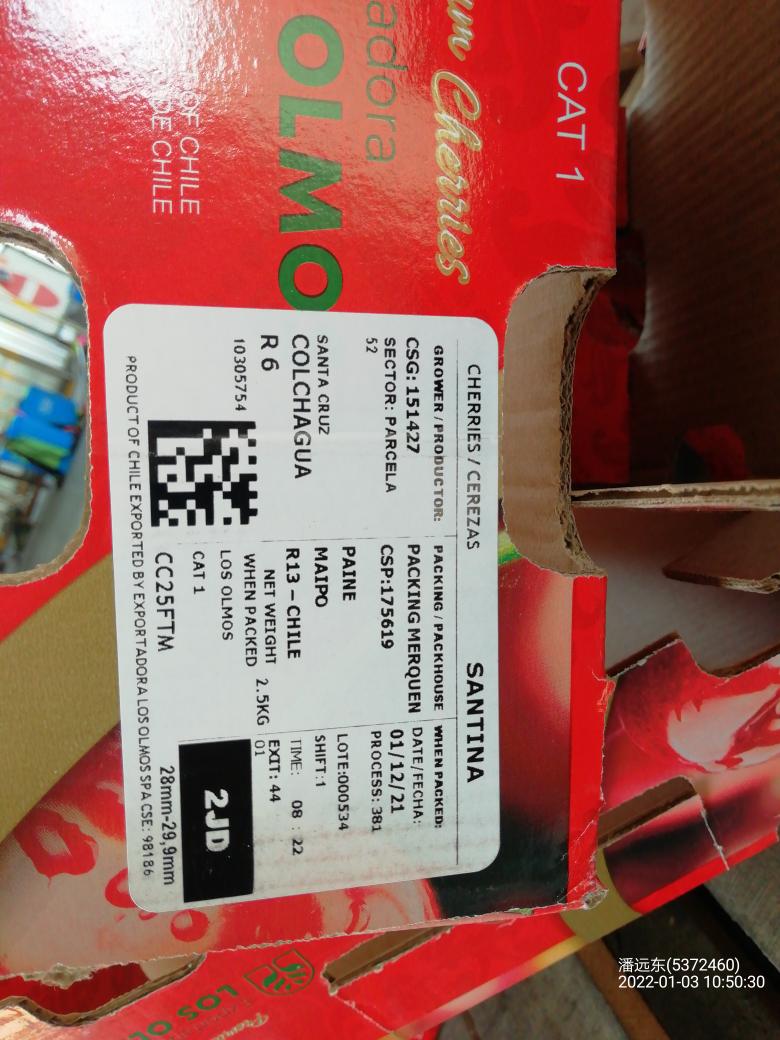 CAT 1
um Cherries
adora
OLMO
OF CHILE
DE CHILE
CHERRIES / CEREZAS
SANTINA
GROWER / PRODUCTOR:
CSG: 151427
SECTOR: PARCELA
52
SANTA CRUZ
COLCHAGUA
R 6
10305754
PACKING / PACKHOUSE
PACKING MERQUEN
CSP:175619
PAINE
MAIPO
R13 – CHILE
NET WEIGHT
WHEN PACKED 2.5KG
LOS OLMOS
CAT 1
CC25FTM
WHEN PACKED:
DATE/FECHA:
01/12/21
PROCESS: 381
LOTE:000534
SHIFT:1
TIME: 08 : 22
EXIT: 44
01
2JD
28mm-29,9mm
PRODUCT OF CHILE EXPORTED BY EXPORTADORA LOS OLMOS SPA CSE: 98186
LOS OL
Premiu
潘远东(5372460)
2022-01-03 10:50:30